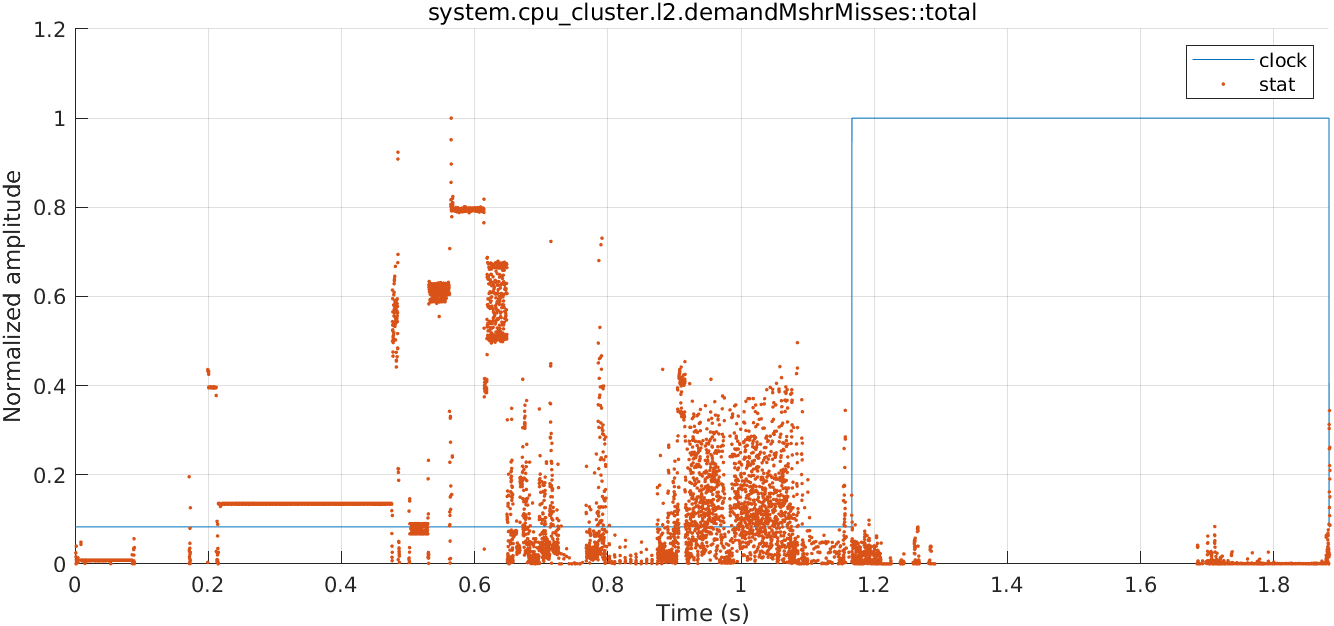 system.cpu_cluster.l2.demandMshrMisses::total
1.2
1
0.8
0.6
0.4
0.2
0
Normalized amplitude
clock
stat
0 0.2 0.4 0.6 0.8 1 1.2 1.4 1.6 1.8
Time (s)